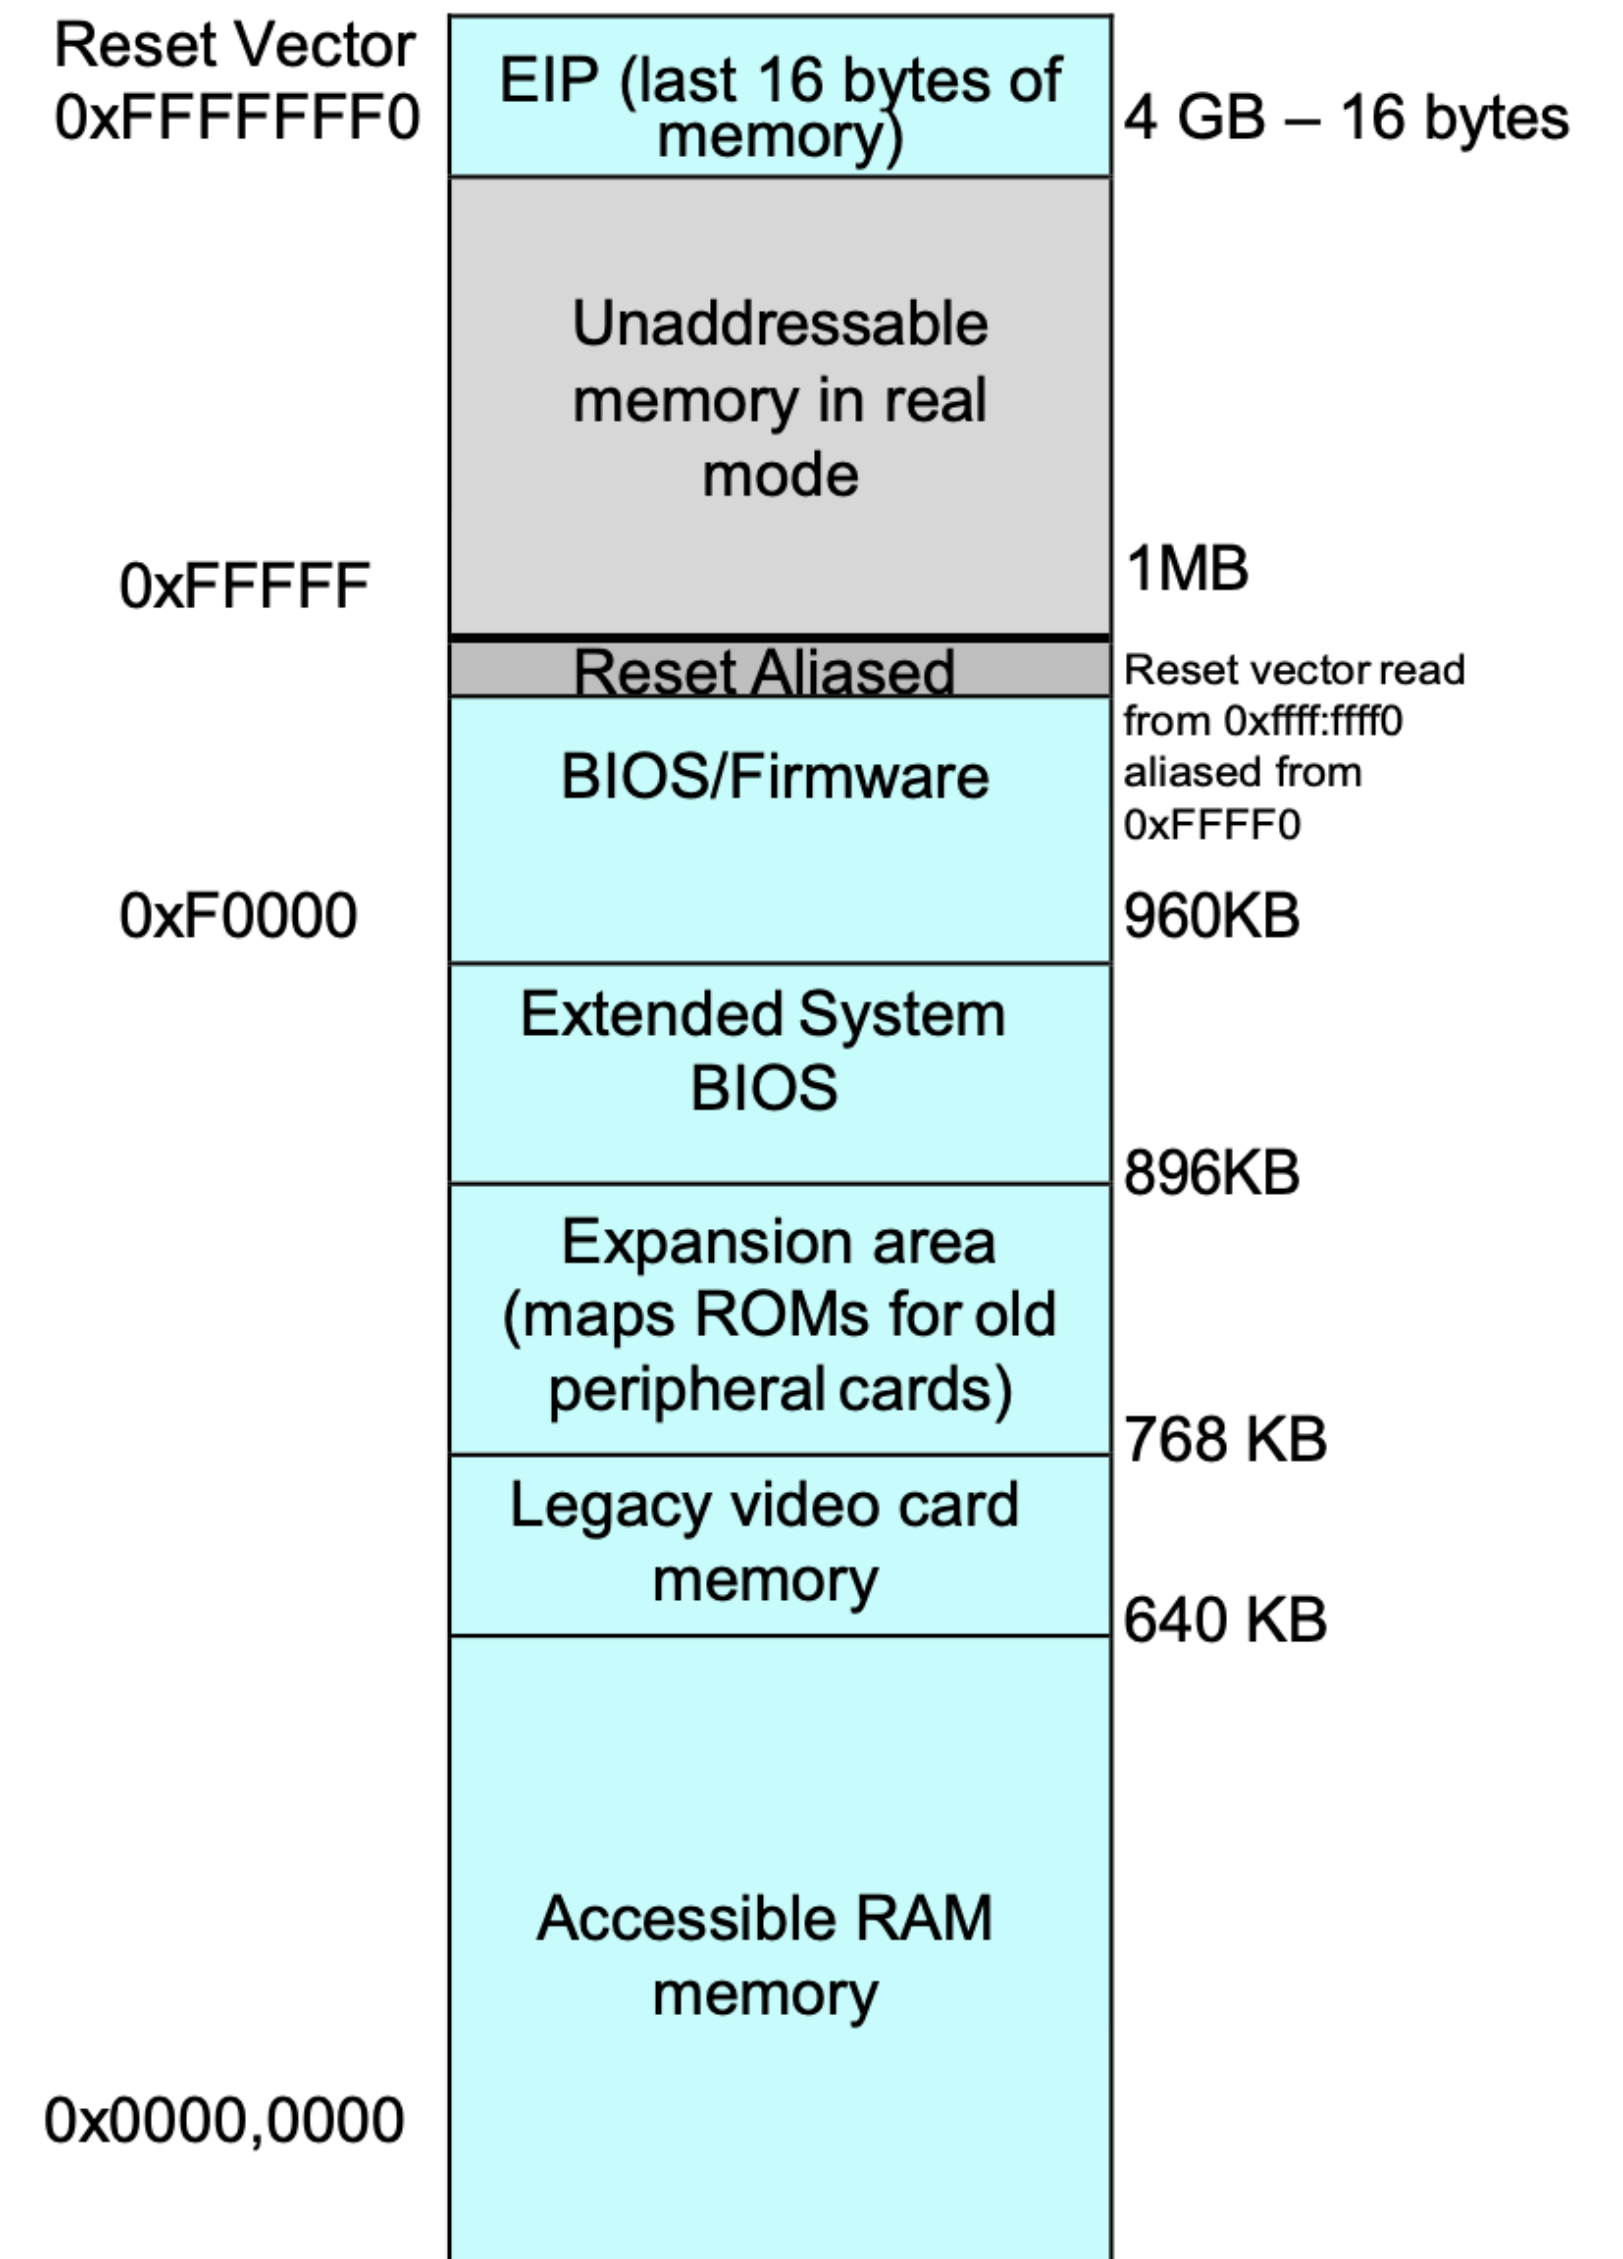 Reset Vector
0xFFFFFFF0
EIP (last 16 bytes of
memory)
4 GB – 16 bytes
Unaddressable
memory in real
mode
0xFFFFF
1MB
Reset Aliased
Reset vector read
from 0xffff:ffff0
aliased from
0xFFFF0
BIOS/Firmware
0xF0000
960KB
Extended System
BIOS
896KB
Expansion area
(maps ROMs for old
peripheral cards)
768 KB
Legacy video card
memory
640 KB
Accessible RAM
memory
0x0000,0000